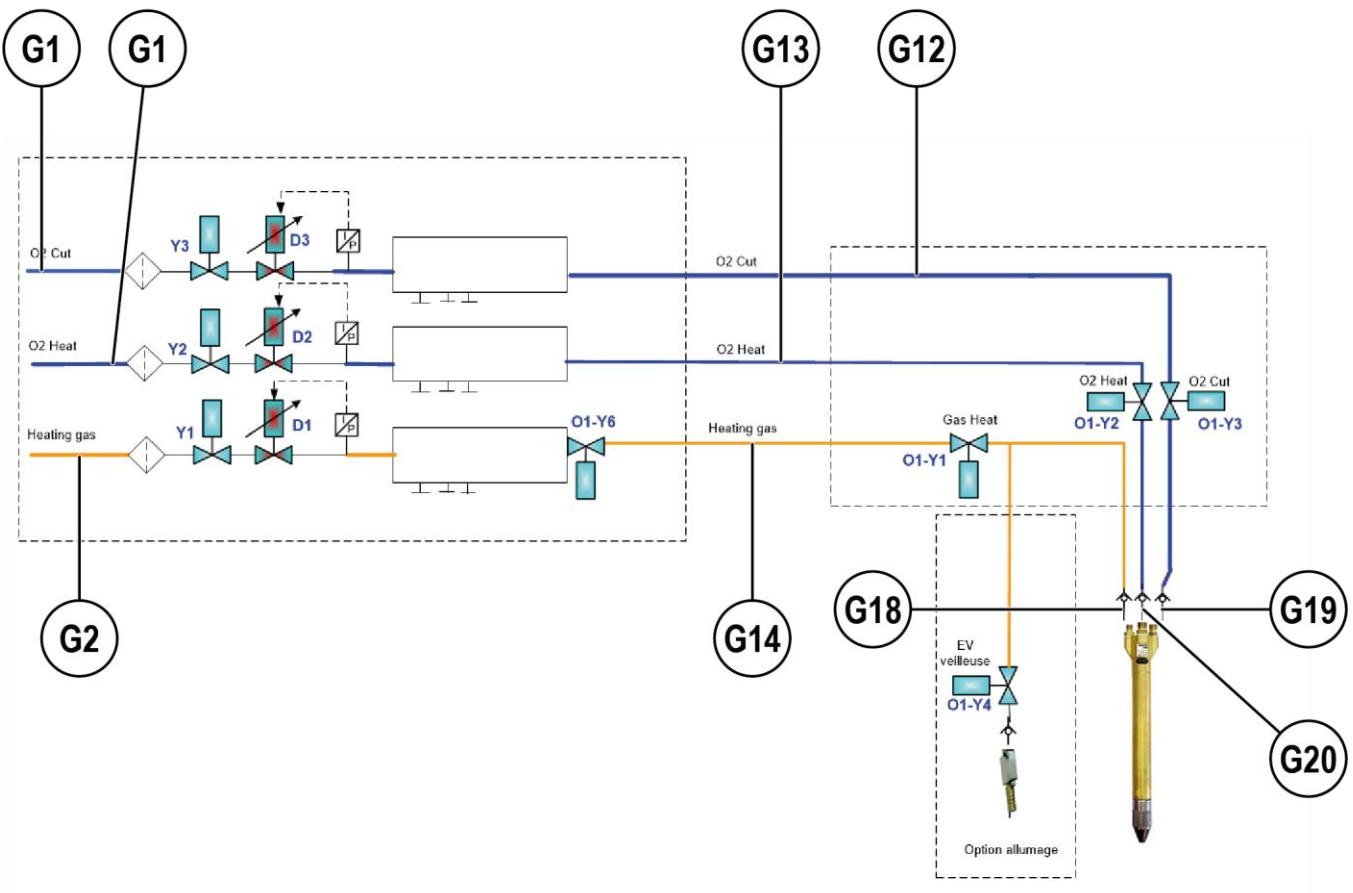 G1
G1
G13
G12
Y3
D3
I/P
O2 Cut
O2 Cut
Y2
D2
I/P
O2 Heat
O2 Heat
O2 Heat
O2 Cut
O1-Y2
O1-Y3
Y1
D1
I/P
Heating gas
O1-Y6
Heating gas
Gas Heat
O1-Y1
G2
G14
G18
G19
EV
veilleuse
O1-Y4
G20
Option allumage